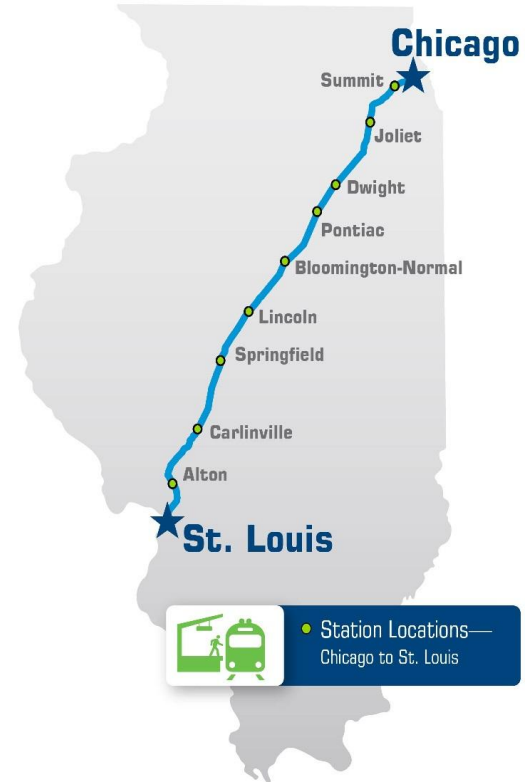 Chicago
Summit
Joliet
Dwight
Pontiac
Bloomington-Normal
Lincoln
Springfield
Carlinville
Alton
St. Louis
Station Locations—
Chicago to St. Louis